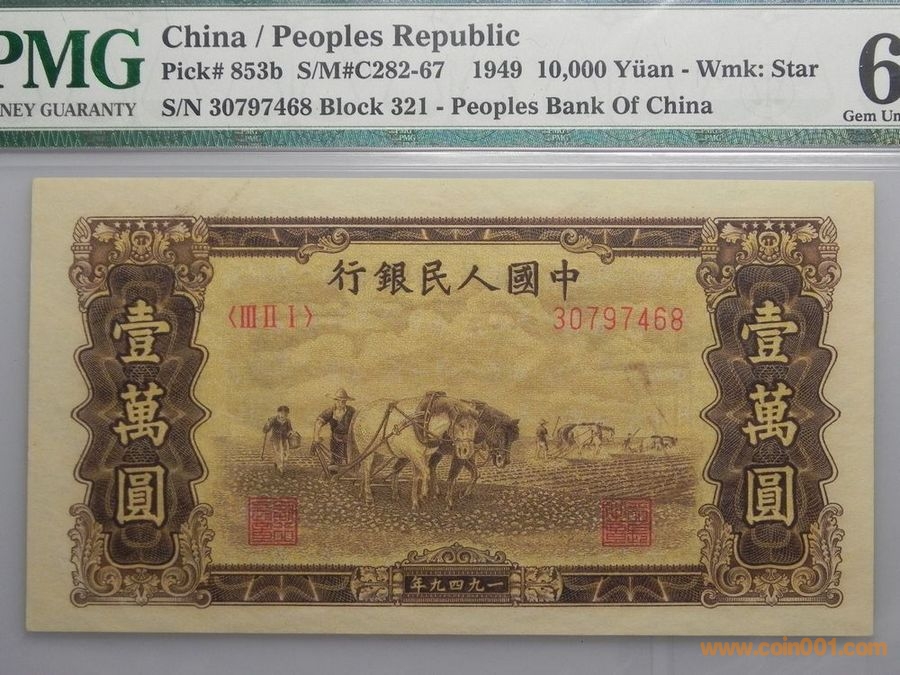 PMG
NEY GUARANTY
China / Peoples Republic
Pick# 853b S/M#C282-67 1949 10,000 Yüan - Wmk: Star
S/N 30797468 Block 321 - Peoples Bank Of China
6
Gem Un
行銀民人國中
〈III II I〉
30797468
壹萬圓
壹萬圓
年九四九一
www.coin001.com